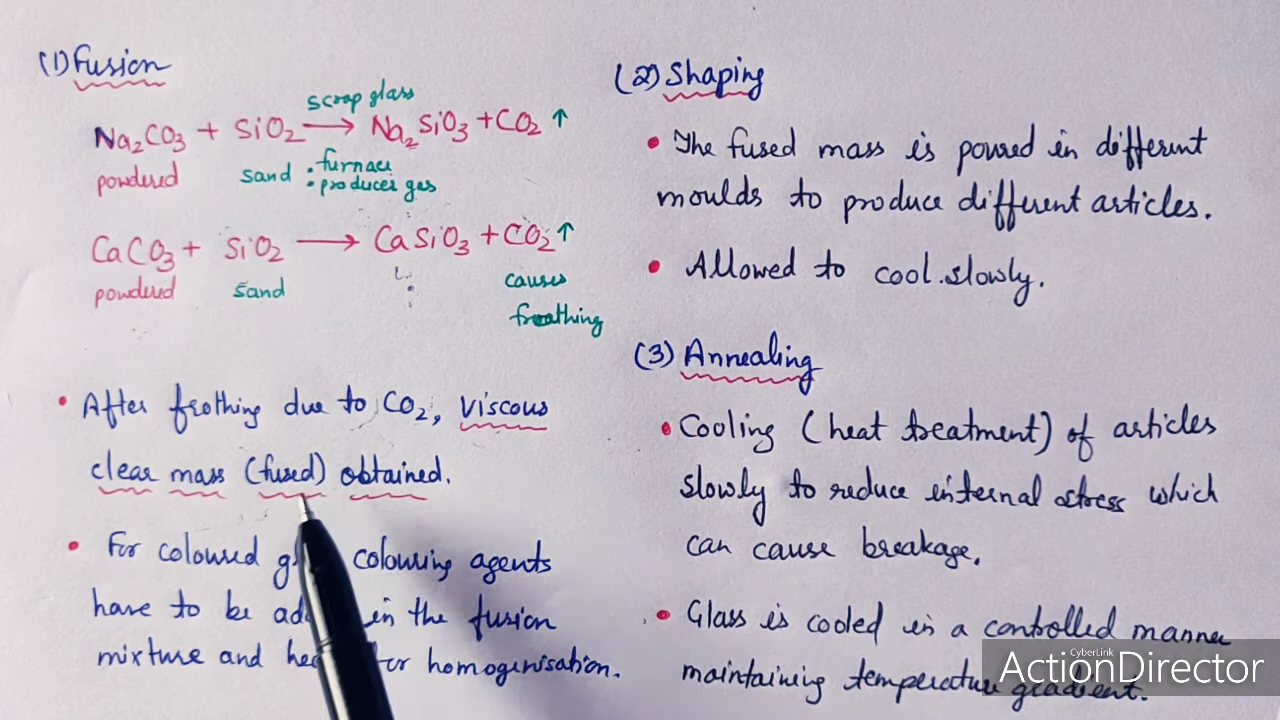 (1) Fusion
scrap glass
Na2CO3 + SiO2 ⟶ Na2SiO3 + CO2 ↑
powdered sand : furnace
: producer gas
CaCO3 + SiO2 ⟶ CaSiO3 + CO2 ↑
powdered sand causes
frothing
• After frothing due to CO2, viscous
clear mass (fused) obtained.
• For coloured colouring agents
have to be in the fusion
mixture and for homogenisation.
(2) Shaping
• The fused mass is poured in different
moulds to produce different articles.
• Allowed to cool slowly.
(3) Annealing
• Cooling (heat treatment) of articles
slowly to reduce internal stress which
can cause breakage.
• Glass is cooled in a controlled manner
maintaining temperature gradient.
CyberLink
ActionDirector